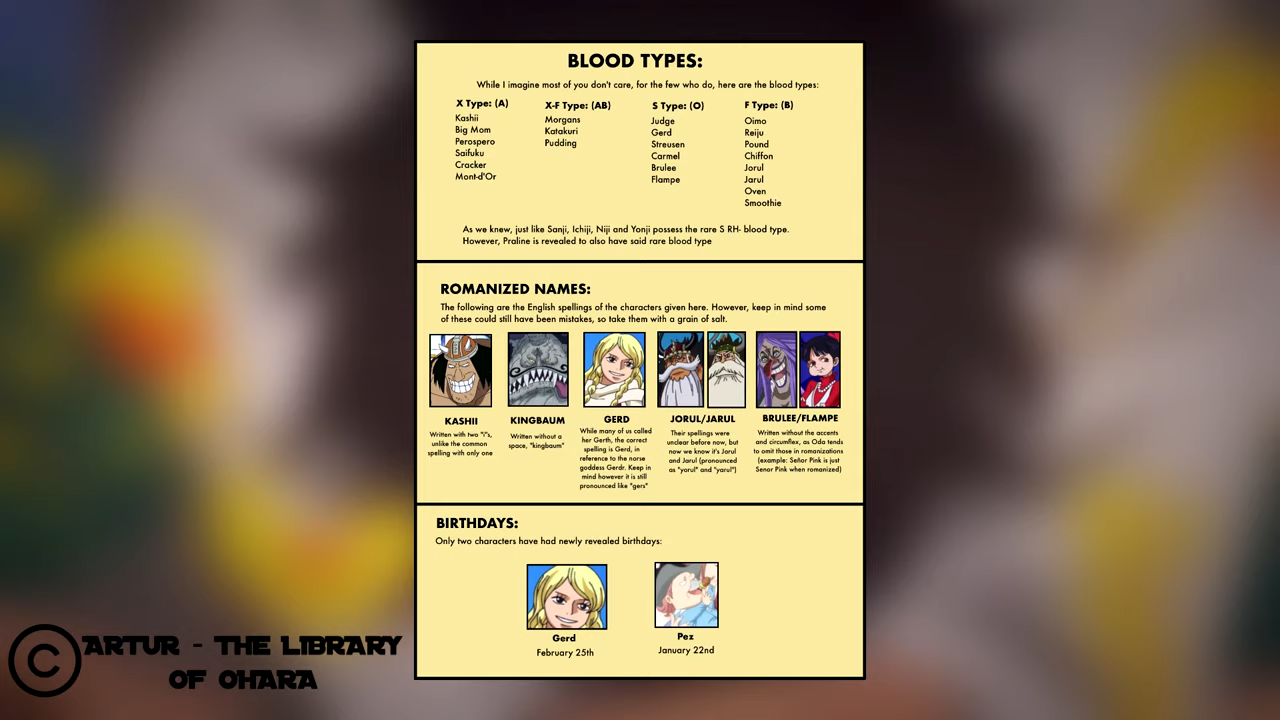 BLOOD TYPES:
While I imagine most of you don't care, for the few who do, here are the blood types:
X Type: (A)
Kashii
Big Mom
Perospero
Saifuku
Cracker
Mont-d'Or
X-F Type: (AB)
Morgans
Katakuri
Pudding
S Type: (O)
Judge
Gerd
Streusen
Carmel
Brulee
Flampe
F Type: (B)
Oimo
Reiju
Pound
Chiffon
Jorul
Jarul
Oven
Smoothie
As we knew, just like Sanji, Ichiji, Niji and Yonji possess the rare S RH- blood type.
However, Praline is revealed to also have said rare blood type
ROMANIZED NAMES:
The following are the English spellings of the characters given here. However, keep in mind some
of these could still have been mistakes, so take them with a grain of salt.
KASHII
Written with two "i"s,
unlike the common
spelling with only one
KINGBAUM
Written without a
space, "kingbaum"
GERD
While many of us called
her Gerth, the correct
spelling is Gerd, in
reference to the norse
goddess Gerdr. Keep in
mind however it is still
pronounced like "gers"
JORUL/JARUL
Their spellings were
unclear before now, but
now we know it's Jorul
and Jarul (pronounced
as "yorul" and "yarul")
BRULEE/FLAMPE
Written without the accents
and circumflex, as Oda tends
to omit those in romanizations
(example: Señor Pink is just
Senor Pink when romanized)
BIRTHDAYS:
Only two characters have had newly revealed birthdays:
Gerd
February 25th
Pez
January 22nd
© ARTUR - THE LIBRARY
OF OHARA